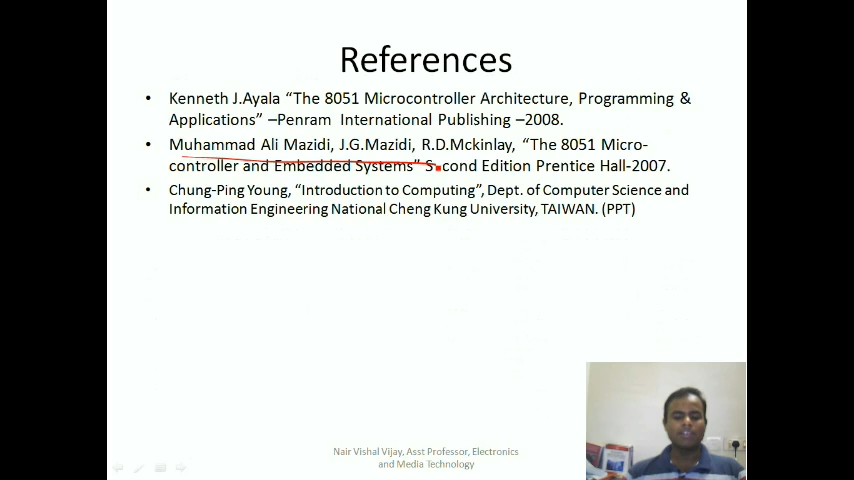 References
• Kenneth J.Ayala “The 8051 Microcontroller Architecture, Programming &
Applications” –Penram International Publishing –2008.
• Muhammad Ali Mazidi, J.G.Mazidi, R.D.Mckinlay, “The 8051 Micro-
controller and Embedded Systems” S cond Edition Prentice Hall-2007.
• Chung-Ping Young, “Introduction to Computing”, Dept. of Computer Science and
Information Engineering National Cheng Kung University, TAIWAN. (PPT)
Nair Vishal Vijay, Asst Professor, Electronics
and Media Technology